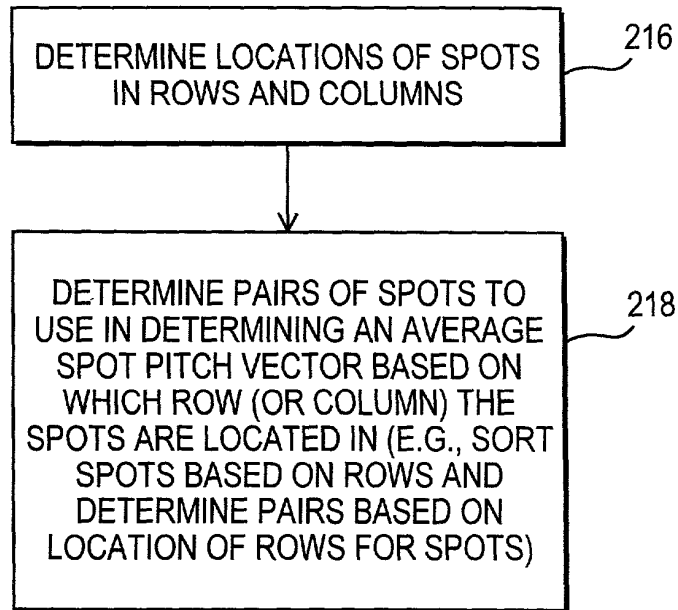 DETERMINE LOCATIONS OF SPOTS
IN ROWS AND COLUMNS
216
DETERMINE PAIRS OF SPOTS TO
USE IN DETERMINING AN AVERAGE
SPOT PITCH VECTOR BASED ON
WHICH ROW (OR COLUMN) THE
SPOTS ARE LOCATED IN (E.G., SORT
SPOTS BASED ON ROWS AND
DETERMINE PAIRS BASED ON
LOCATION OF ROWS FOR SPOTS)
218